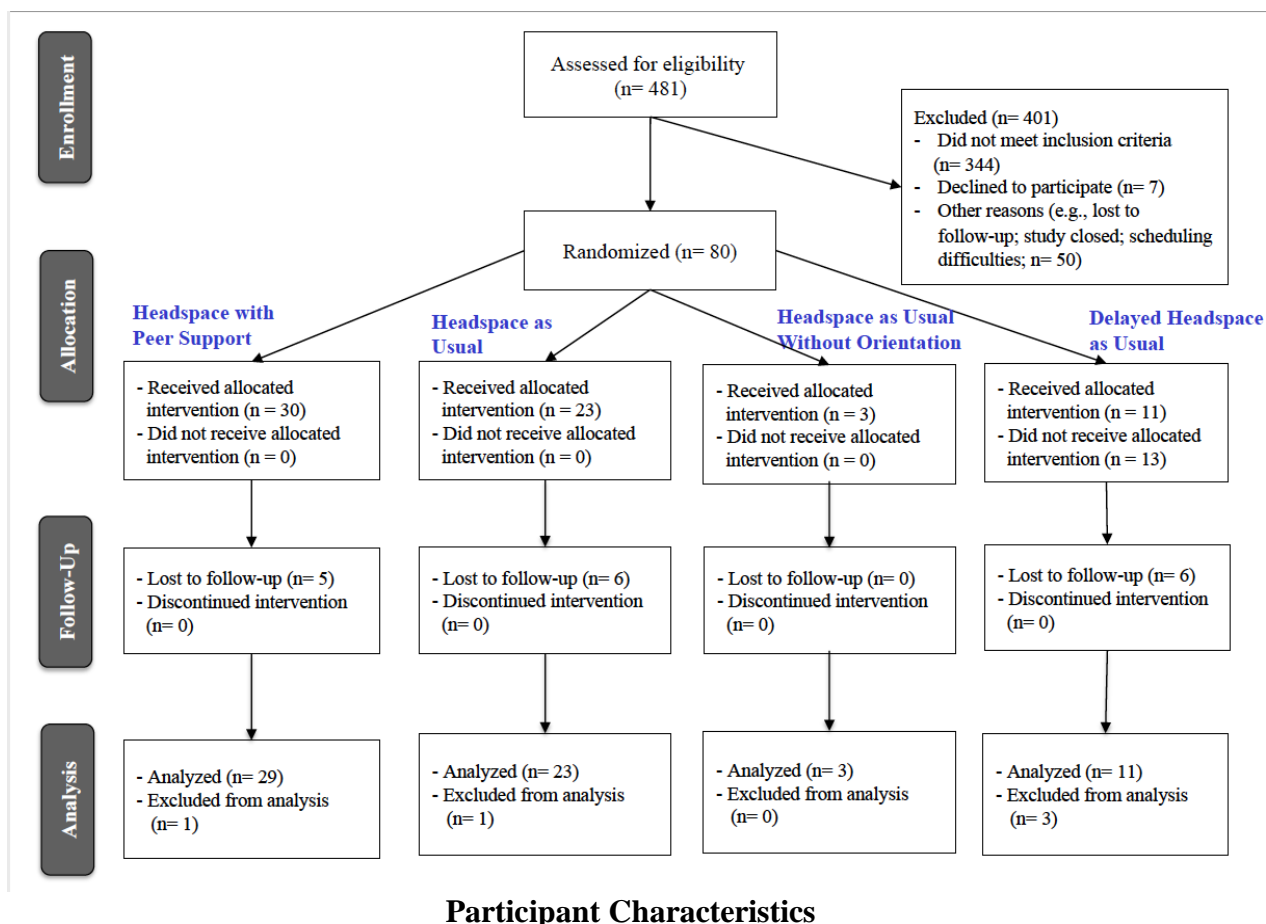 Enrollment
Assessed for eligibility
(n= 481)
Excluded (n= 401)
- Did not meet inclusion criteria
(n= 344)
- Declined to participate (n= 7)
- Other reasons (e.g., lost to
follow-up; study closed; scheduling
difficulties; n= 50)
Randomized (n= 80)
Allocation
Headspace with
Peer Support
- Received allocated
intervention (n = 30)
- Did not receive allocated
intervention (n = 0)
Headspace as
Usual
- Received allocated
intervention (n = 23)
- Did not receive allocated
intervention (n = 0)
Headspace as Usual
Without Orientation
- Received allocated
intervention (n = 3)
- Did not receive allocated
intervention (n = 0)
Delayed Headspace
as Usual
- Received allocated
intervention (n = 11)
- Did not receive allocated
intervention (n = 13)
Follow-Up
- Lost to follow-up (n= 5)
- Discontinued intervention
(n= 0)
- Lost to follow-up (n= 6)
- Discontinued intervention
(n= 0)
- Lost to follow-up (n= 0)
- Discontinued intervention
(n= 0)
- Lost to follow-up (n= 6)
- Discontinued intervention
(n= 0)
Analysis
- Analyzed (n= 29)
- Excluded from analysis
(n= 1)
- Analyzed (n= 23)
- Excluded from analysis
(n= 1)
- Analyzed (n= 3)
- Excluded from analysis
(n= 0)
- Analyzed (n= 11)
- Excluded from analysis
(n= 3)
Participant Characteristics